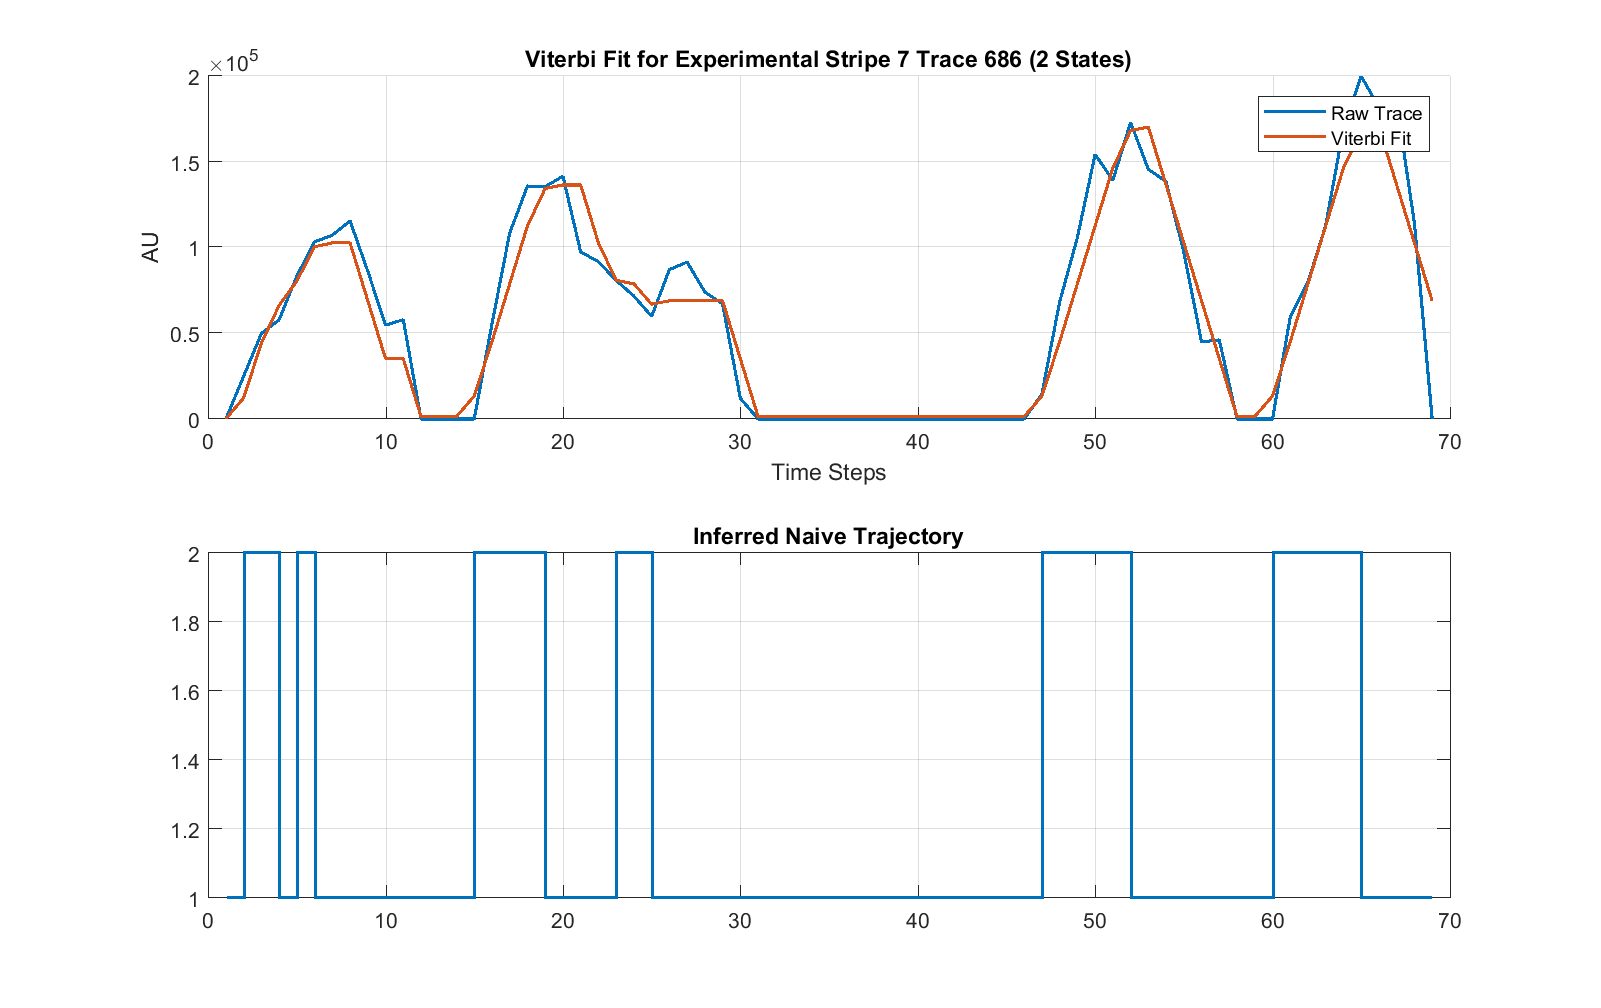 Viterbi Fit for Experimental Stripe 7 Trace 686 (2 States)
×10⁵
2
1.5
1
0.5
0
AU
Raw Trace
Viterbi Fit
0 10 20 30 40 50 60 70
Time Steps
Inferred Naive Trajectory
2
1.8
1.6
1.4
1.2
1
0 10 20 30 40 50 60 70